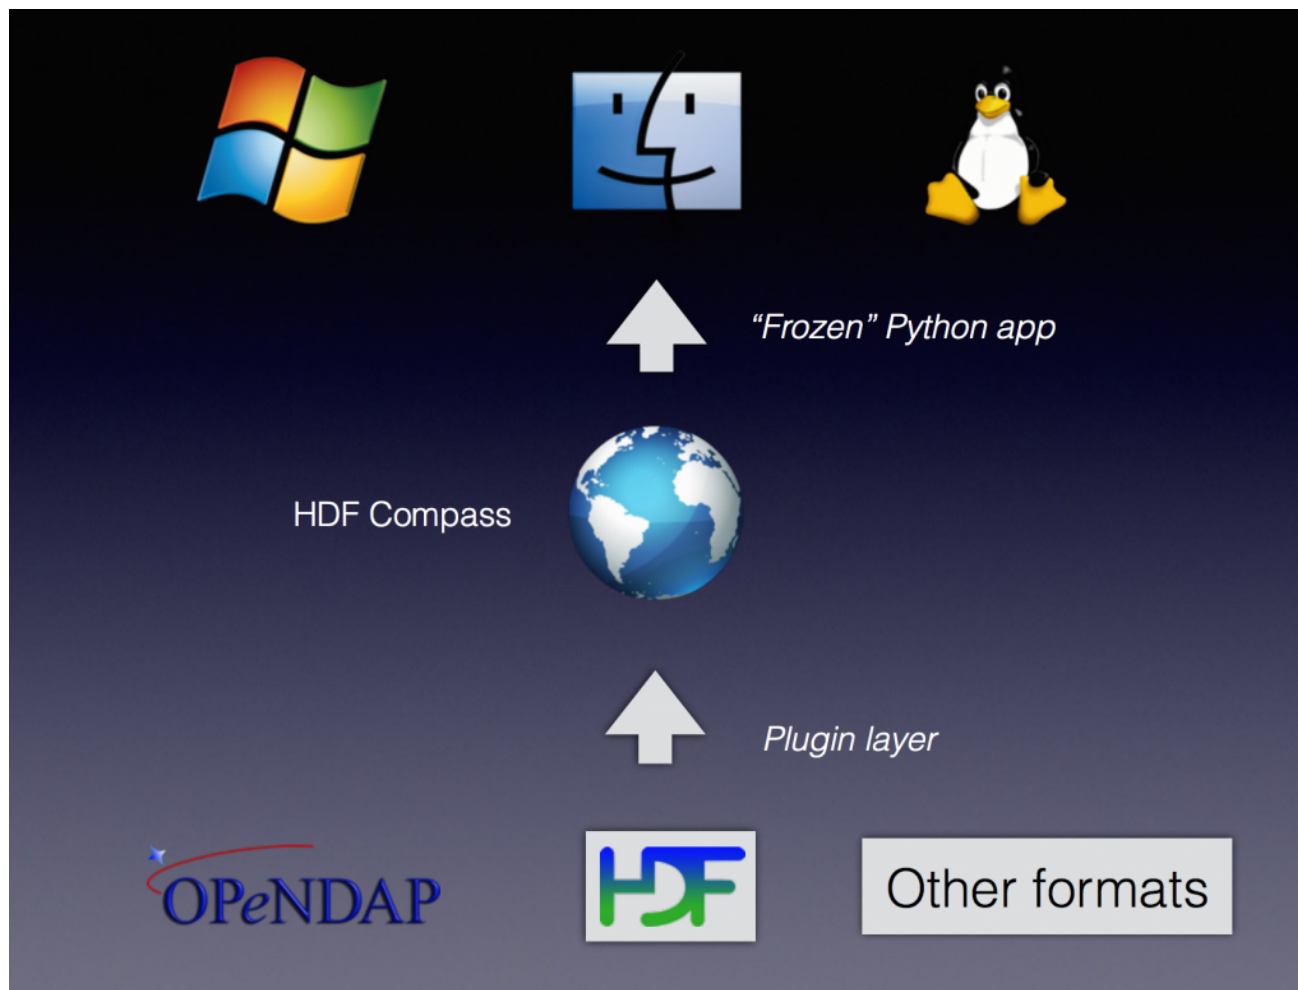 “Frozen” Python app
HDF Compass
Plugin layer
OPeNDAP
HDF
Other formats